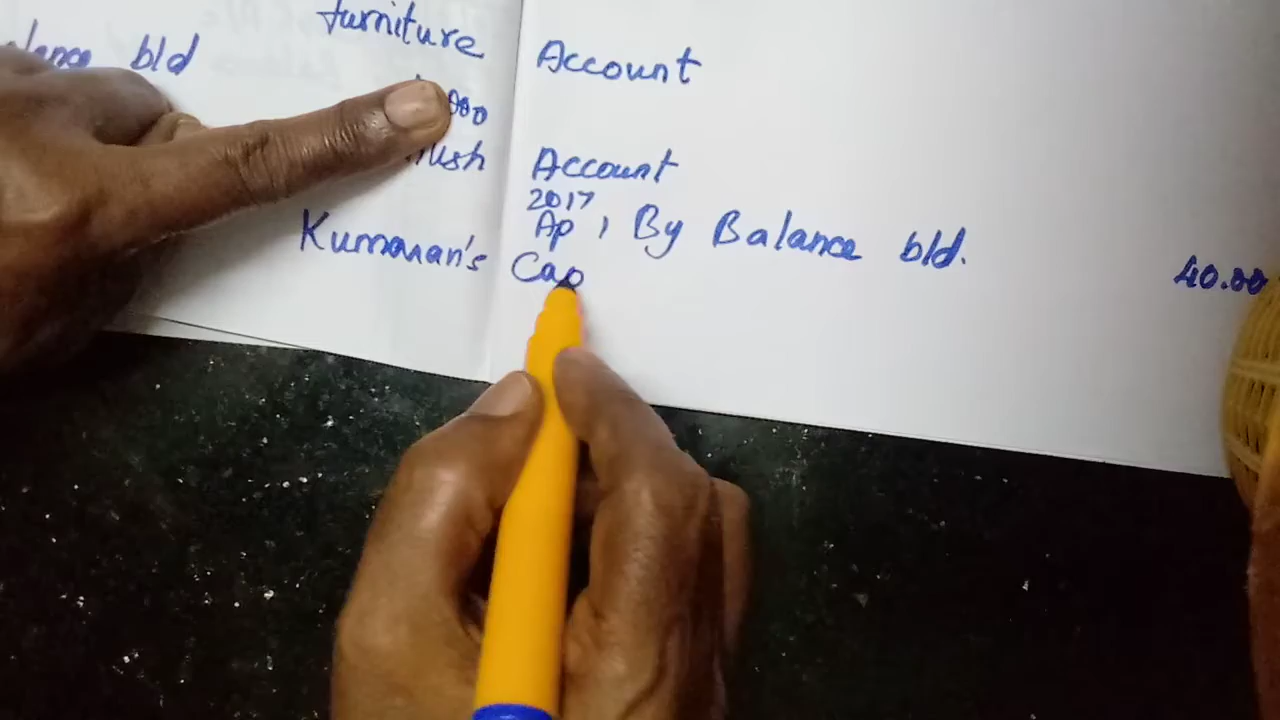 furniture Account
bld
Account
2017
Ap 1 By Balance bld. 40.00
Kumaran's Cap